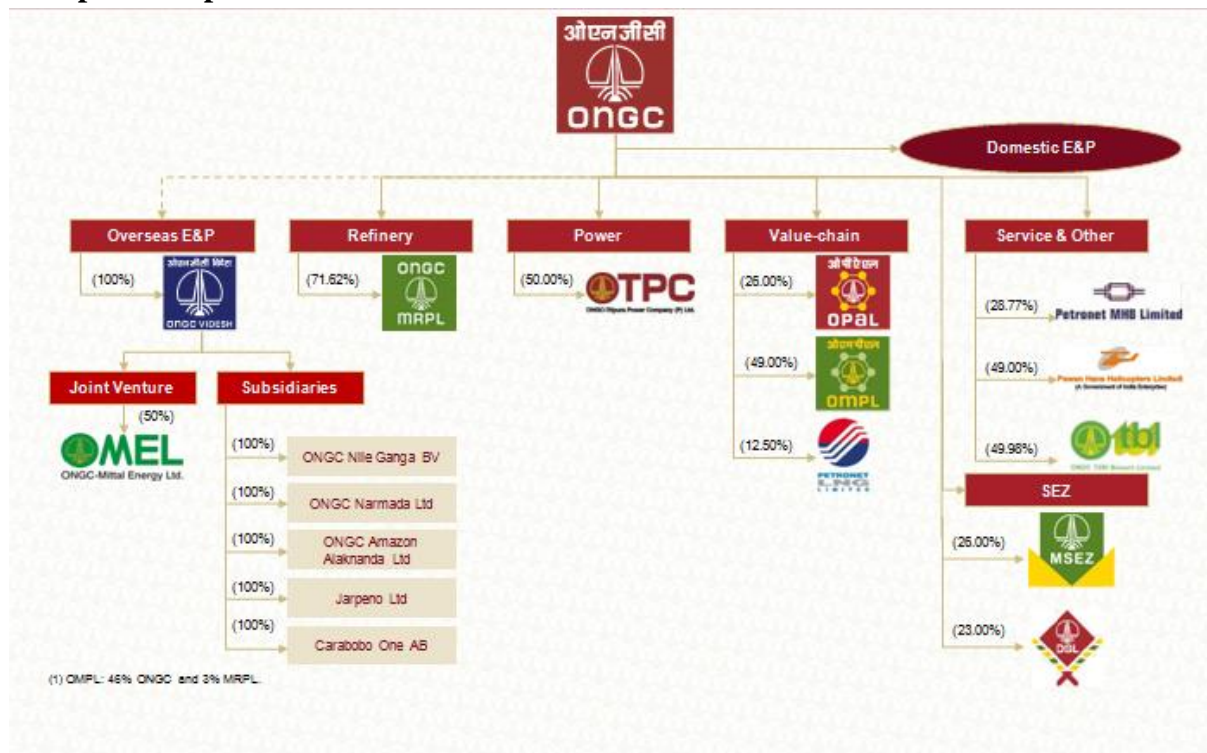 ओएनजीसी
ONGC
Domestic E&P
Overseas E&P
Refinery
Power
Value-chain
Service & Other
(100%)
ओएनजीसी विदेश
ONGC VIDESH
(71.62%)
ONGC
MRPL
(50.00%)
OTPC
ONGC Tripura Power Company (P) Ltd.
(26.00%)
ओपीएएल
OPaL
(28.77%)
Petronet MHB Limited
(49.00%)
ओएमपीएल
OMPL
(49.00%)
Pawan Hans Helicopters Limited
(A Government of India Enterprise)
(12.50%)
PETRONET
LNG
LIMITED
(49.98%)
Otbl
Joint Venture
Subsidiaries
(50%)
OMEL
ONGC-Mittal Energy Ltd.
(100%)
ONGC Nile Ganga BV
(100%)
ONGC Narmada Ltd
(100%)
ONGC Amazon
Alaknanda Ltd
(100%)
Jarpeno Ltd
(100%)
Carabobo One AB
SEZ
(26.00%)
MSEZ
(23.00%)
DSL
(1) OMPL: 46% ONGC and 3% MRPL.